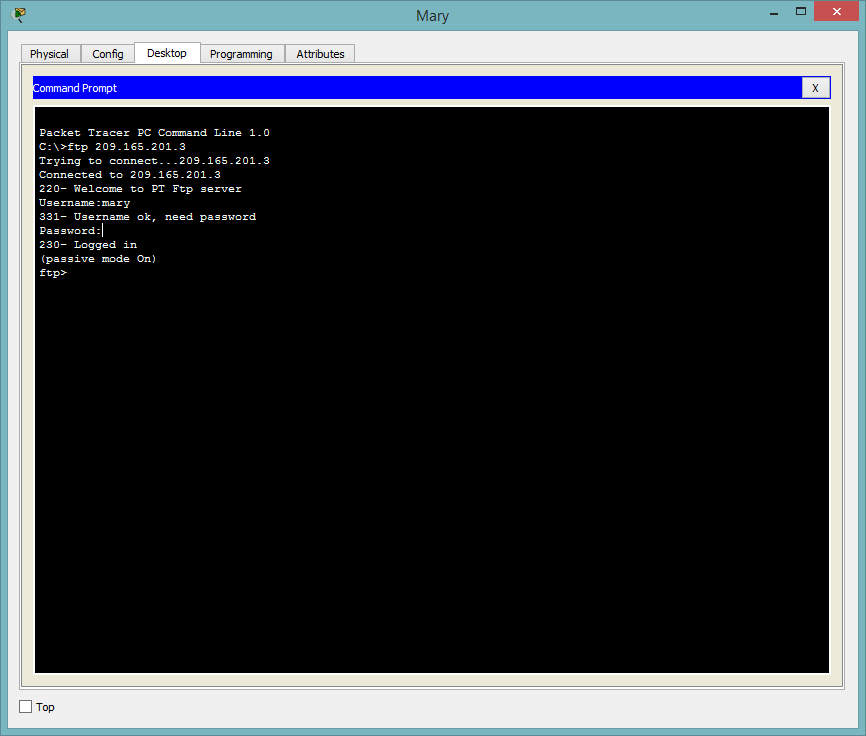 Mary
Physical Config Desktop Programming Attributes
Command Prompt X
Packet Tracer PC Command Line 1.0
C:\>ftp 209.165.201.3
Trying to connect...209.165.201.3
Connected to 209.165.201.3
220- Welcome to PT Ftp server
Username:mary
331- Username ok, need password
Password:
230- Logged in
(passive mode On)
ftp>
Top